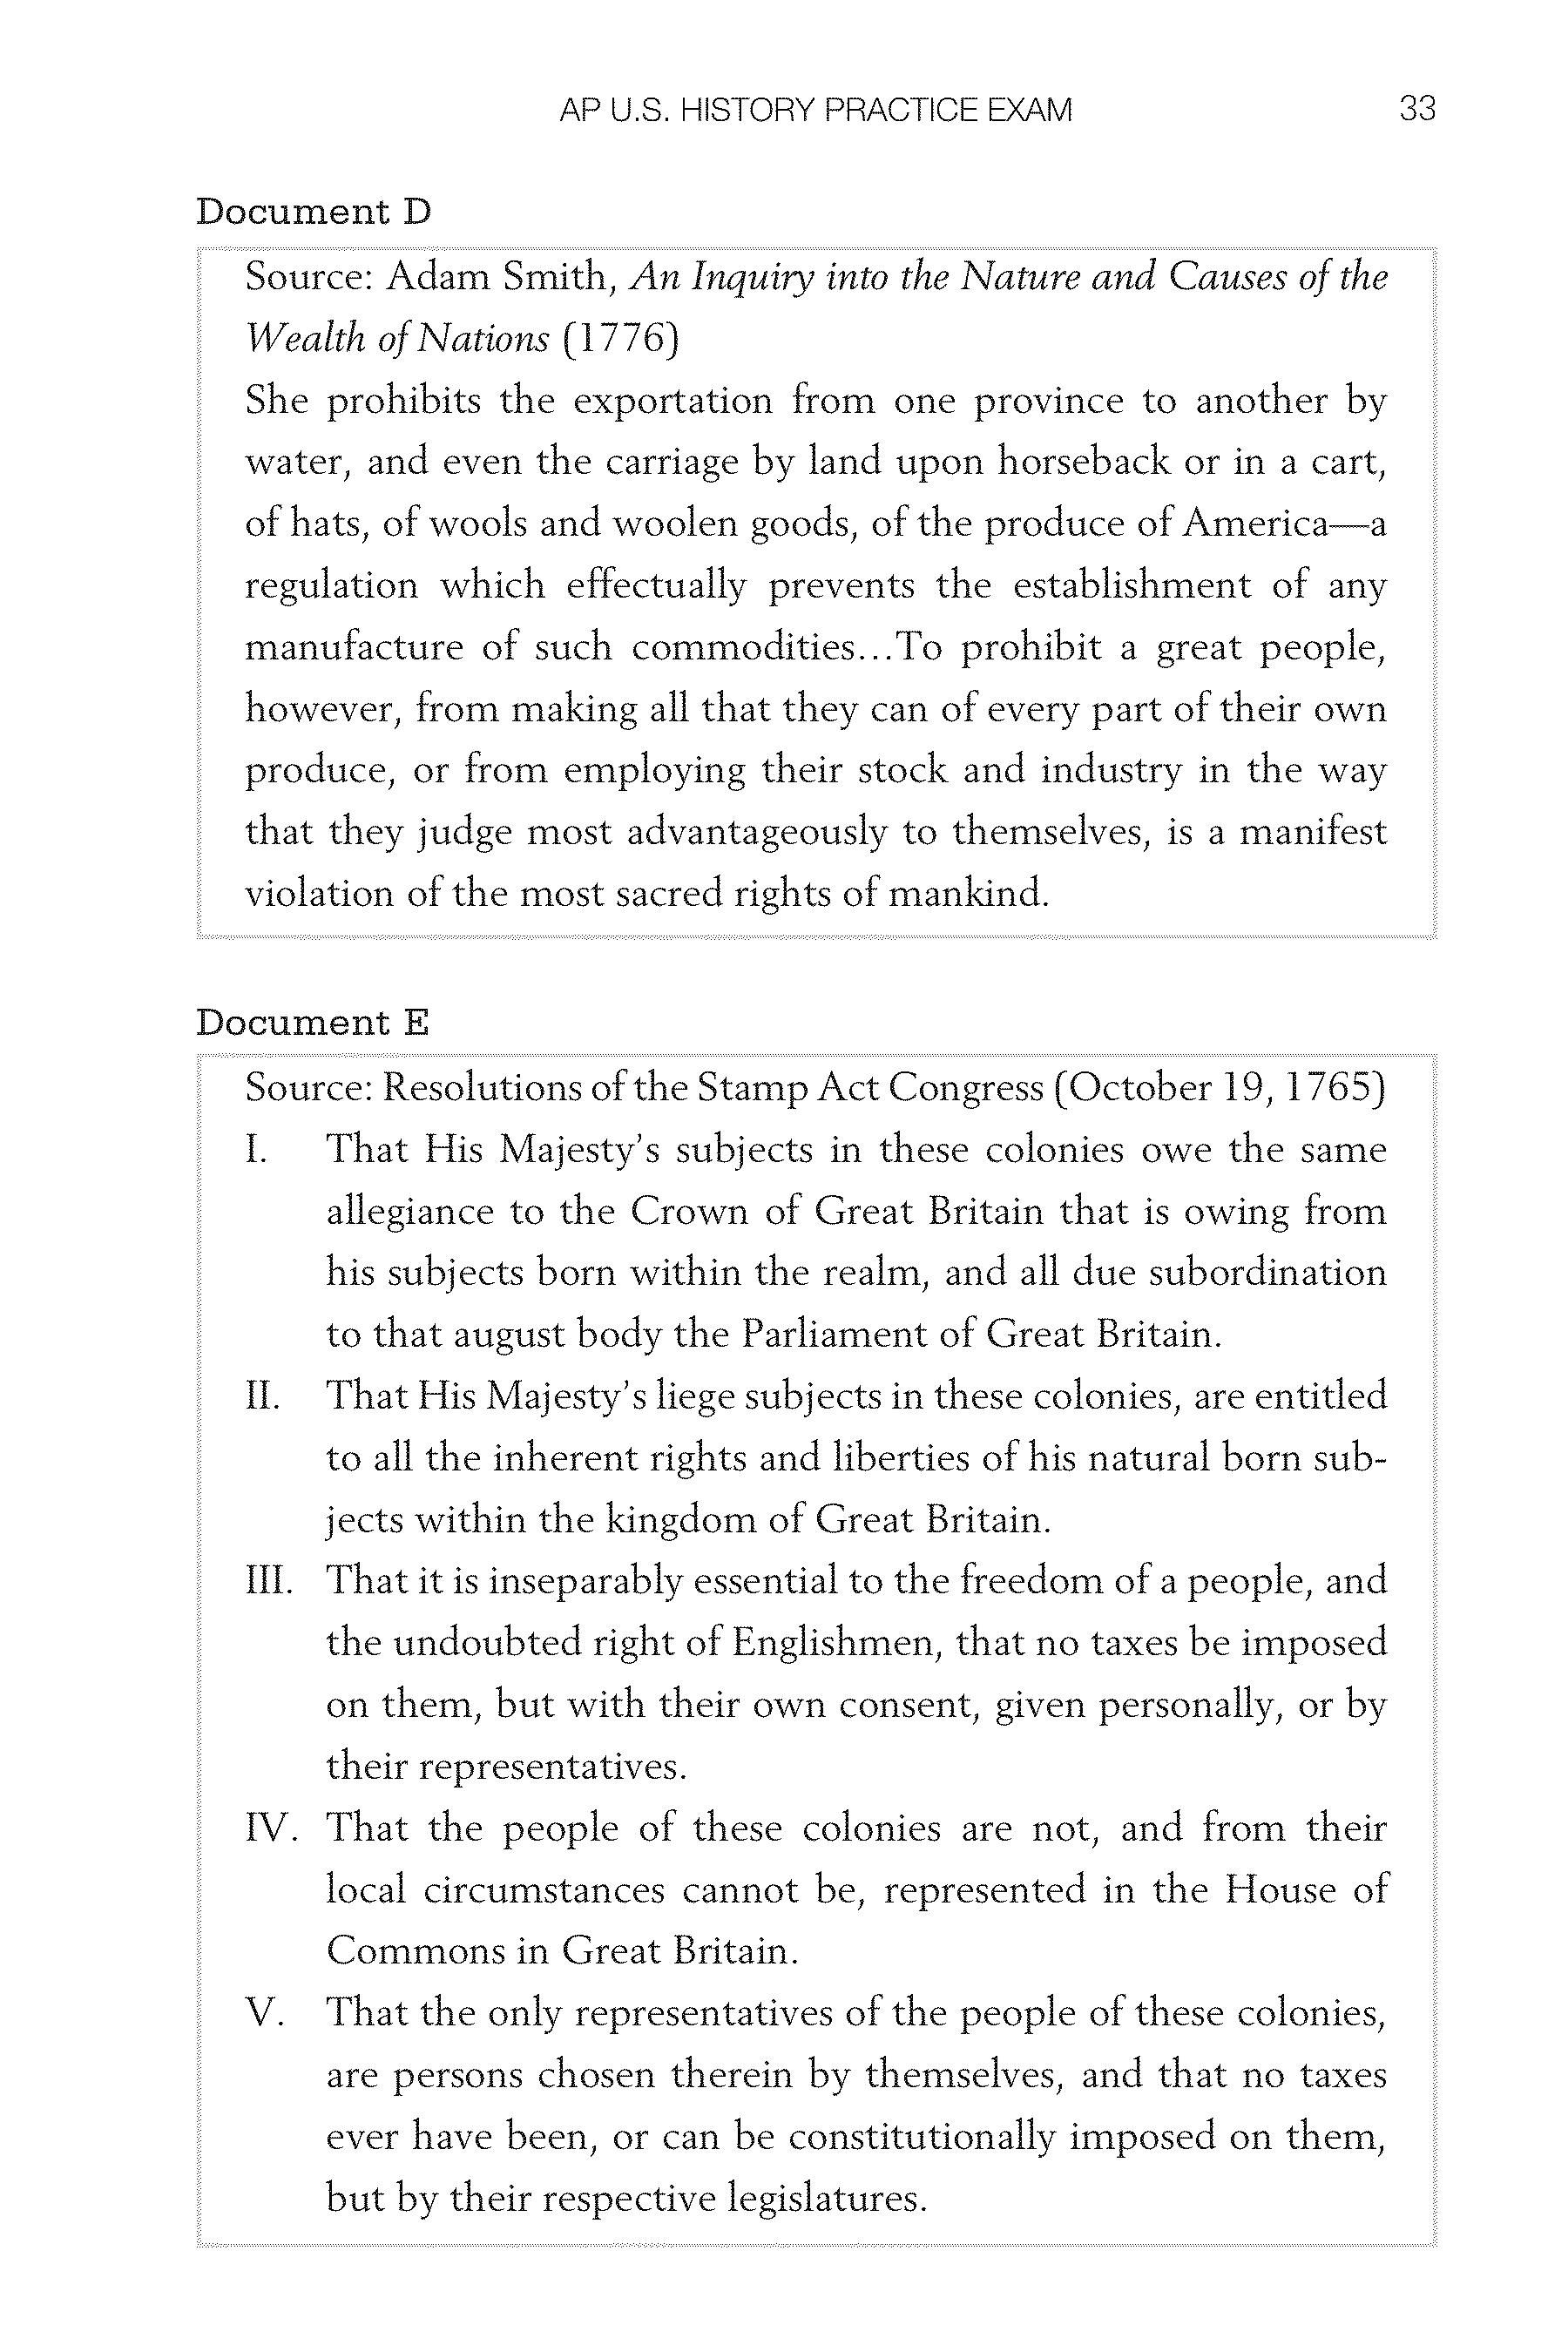 AP U.S. HISTORY PRACTICE EXAM 33
Document D
Source: Adam Smith, An Inquiry into the Nature and Causes of the
Wealth of Nations (1776)
She prohibits the exportation from one province to another by
water, and even the carriage by land upon horseback or in a cart,
of hats, of wools and woolen goods, of the produce of America—a
regulation which effectually prevents the establishment of any
manufacture of such commodities...To prohibit a great people,
however, from making all that they can of every part of their own
produce, or from employing their stock and industry in the way
that they judge most advantageously to themselves, is a manifest
violation of the most sacred rights of mankind.
Document E
Source: Resolutions of the Stamp Act Congress (October 19, 1765)
I. That His Majesty's subjects in these colonies owe the same
allegiance to the Crown of Great Britain that is owing from
his subjects born within the realm, and all due subordination
to that august body the Parliament of Great Britain.
II. That His Majesty's liege subjects in these colonies, are entitled
to all the inherent rights and liberties of his natural born sub-
jects within the kingdom of Great Britain.
III. That it is inseparably essential to the freedom of a people, and
the undoubted right of Englishmen, that no taxes be imposed
on them, but with their own consent, given personally, or by
their representatives.
IV. That the people of these colonies are not, and from their
local circumstances cannot be, represented in the House of
Commons in Great Britain.
V. That the only representatives of the people of these colonies,
are persons chosen therein by themselves, and that no taxes
ever have been, or can be constitutionally imposed on them,
but by their respective legislatures.